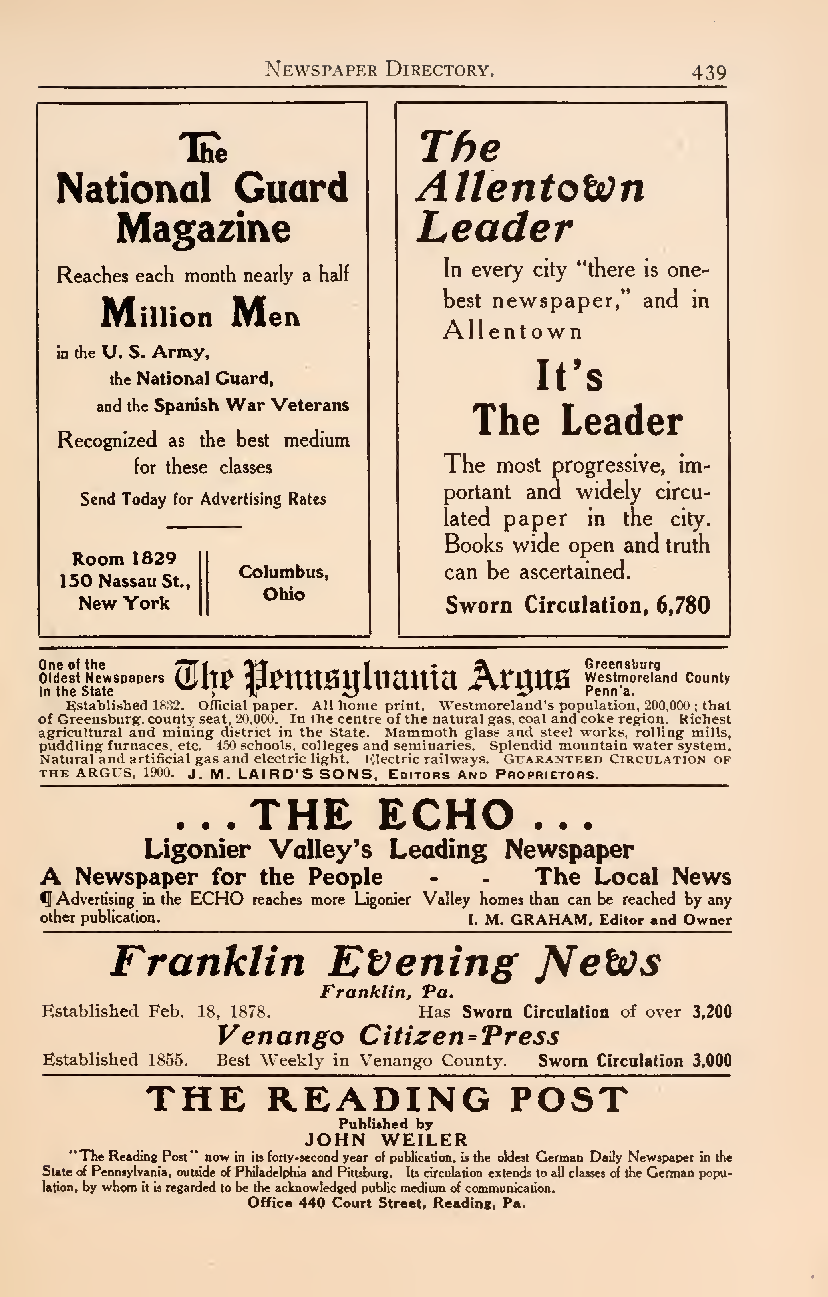 NEWSPAPER DIRECTORY. 439
The
National Guard
Magazine
Reaches each month nearly a half
Million Men
in the U. S. Army,
the National Guard,
and the Spanish War Veterans
Recognized as the best medium
for these classes
Send Today for Advertising Rates
Room 1829
150 Nassau St.,
New York
Columbus,
Ohio
The
Allentown
Leader
In every city “there is one-
best newspaper,” and in
Allentown
It’s
The Leader
The most progressive, im-
portant and widely circu-
lated paper in the city.
Books wide open and truth
can be ascertained.
Sworn Circulation, 6,780
One of the
Oldest Newspapers
in the State
The Pennsylvania Argus
Greensburg
Westmoreland County
Penn'a.
Established 1832. Official paper. All home print. Westmoreland's population, 200,000 ; that
of Greensburg, county seat, 20,000. In the centre of the natural gas, coal and coke region. Richest
agricultural and mining district in the State. Mammoth glass and steel works, rolling mills,
puddling furnaces, etc. 450 schools, colleges and seminaries. Splendid mountain water system.
Natural and artificial gas and electric light. Electric railways. GUARANTEED CIRCULATION OF
THE ARGUS, 1900. J. M. LAIRD'S SONS, EDITORS AND PROPRIETORS.
...THE ECHO...
Ligonier Valley’s Leading Newspaper
A Newspaper for the People - - The Local News
¶ Advertising in the ECHO reaches more Ligonier Valley homes than can be reached by any
other publication. I. M. GRAHAM, Editor and Owner
Franklin Evening News
Franklin, Pa.
Established Feb. 18, 1878. Has Sworn Circulation of over 3,200
Venango Citizen=Press
Established 1855. Best Weekly in Venango County. Sworn Circulation 3,000
THE READING POST
Published by
JOHN WEILER
"The Reading Post" now in its forty-second year of publication, is the oldest German Daily Newspaper in the
State of Pennsylvania, outside of Philadelphia and Pittsburg. Its circulation extends to all classes of the German popu-
lation, by whom it is regarded to be the acknowledged public medium of communication.
Office 440 Court Street, Reading, Pa.